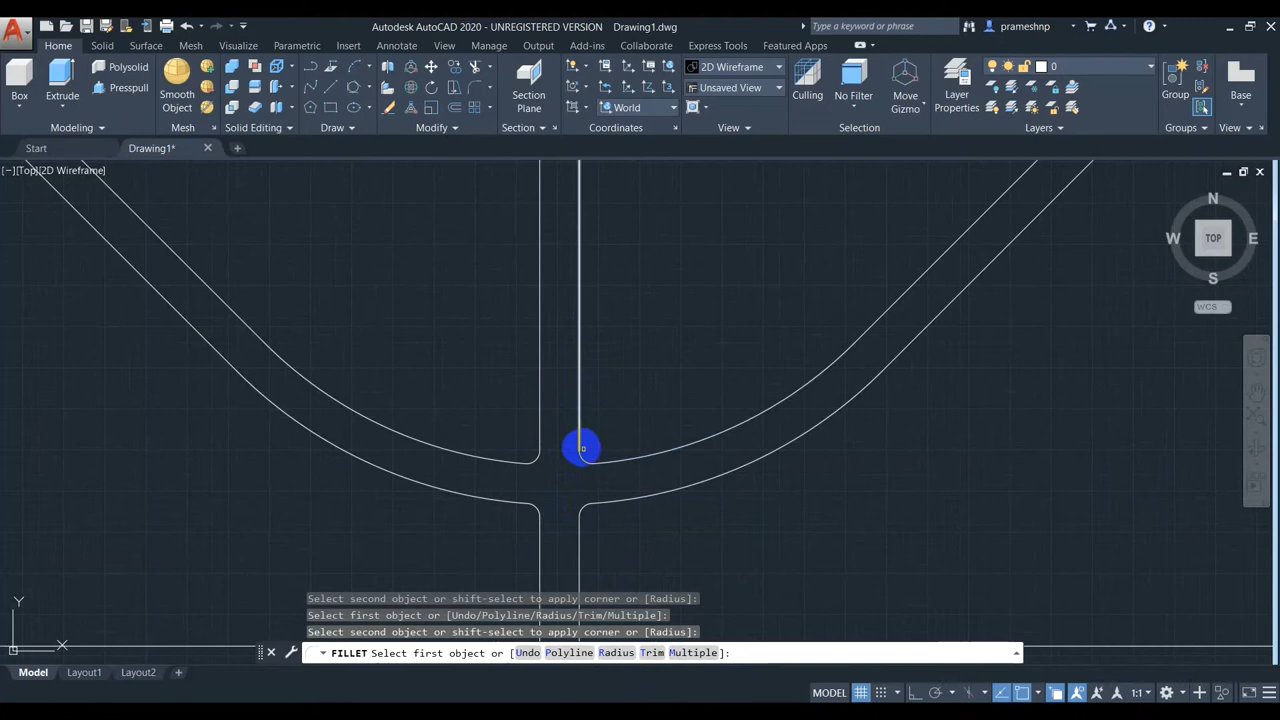 Autodesk AutoCAD 2020 - UNREGISTERED VERSION Drawing1.dwg
Type a keyword or phrase
prameshnp
Home Solid Surface Mesh Visualize Parametric Insert Annotate View Manage Output Add-ins Collaborate Express Tools Featured Apps
Box
Extrude
Polysolid
Presspull
Smooth
Object
Section
Plane
World
2D Wireframe
Unsaved View
Culling
No Filter
Move
Gizmo
Layer
Properties
0
Group
Base
Modeling Mesh Solid Editing Draw Modify Section Coordinates View Selection Layers Groups View
Start
Drawing1*
[−][Top][2D Wireframe]
N
W TOP E
S
WCS
Y
X
Select second object or shift-select to apply corner or [Radius]:
Select first object or [Undo/Polyline/Radius/Trim/Multiple]:
Select second object or shift-select to apply corner or [Radius]:
FILLET Select first object or [Undo Polyline Radius Trim Multiple]:
Model Layout1 Layout2
MODEL
1:1